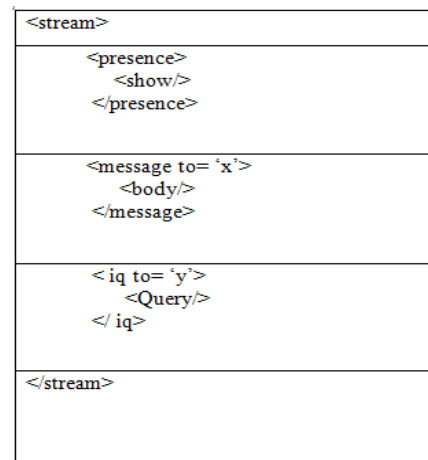 <stream>
<presence>
<show/>
</presence>
<message to= ‘x’>
<body/>
</message>
< iq to= ‘y’>
<Query/>
</ iq>
</stream>